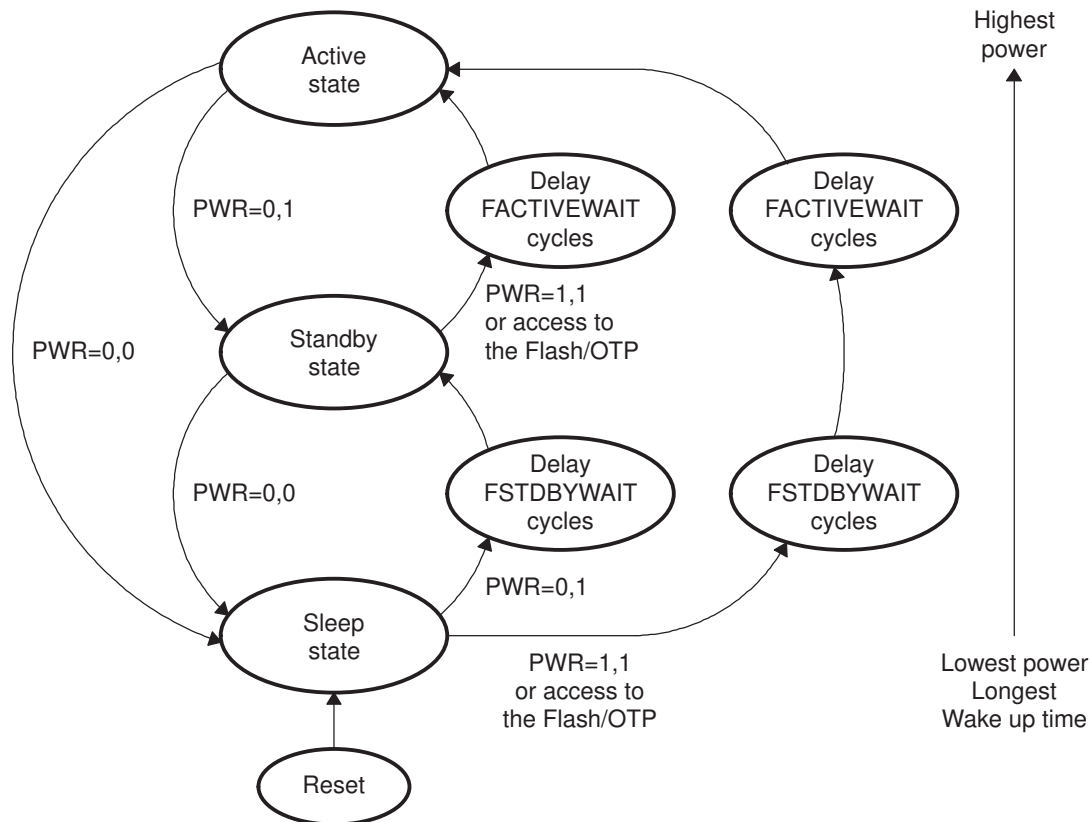 Highest
power
Active
state
Delay
FACTIVEWAIT
cycles
Delay
FACTIVEWAIT
cycles
PWR=0,1
PWR=1,1
or access to
the Flash/OTP
Standby
state
PWR=0,0
Delay
FSTDBYWAIT
cycles
Delay
FSTDBYWAIT
cycles
PWR=0,0
PWR=0,1
Sleep
state
PWR=1,1
or access to
the Flash/OTP
Lowest power
Longest
Wake up time
Reset